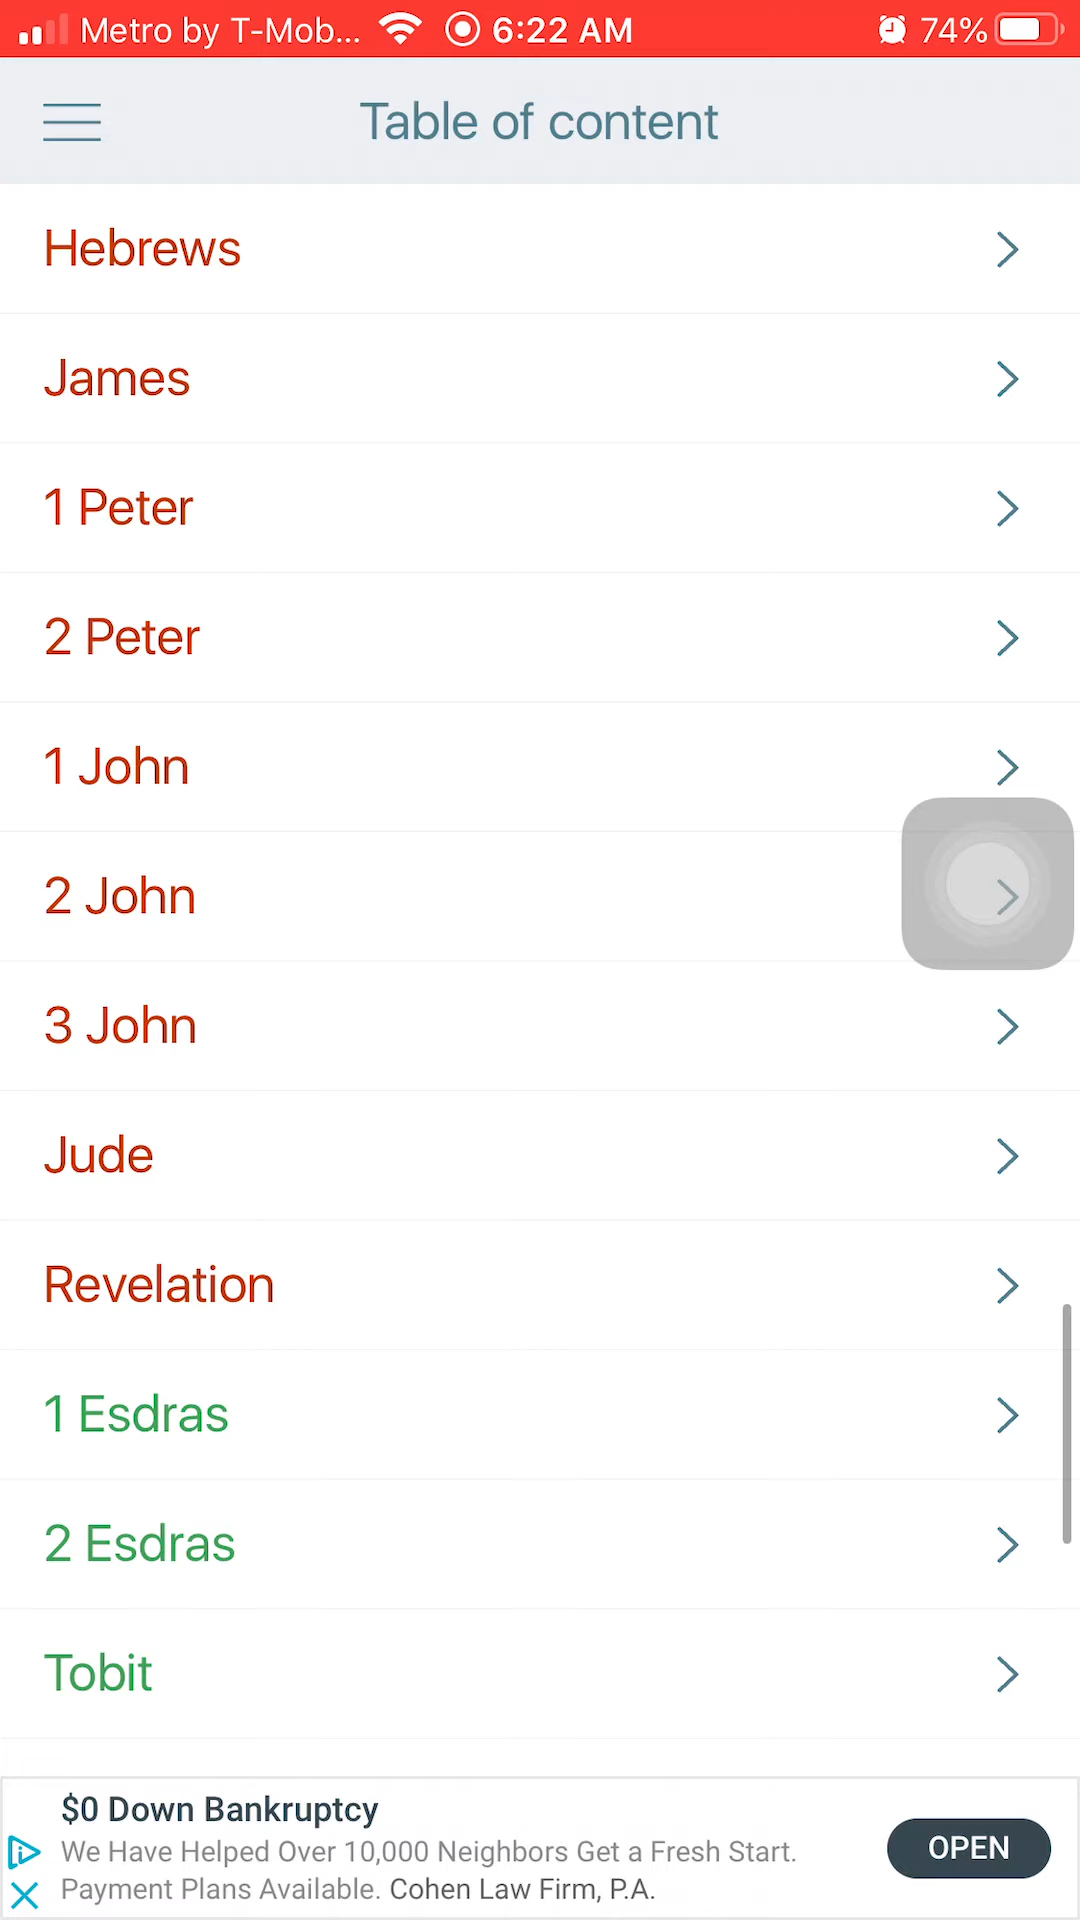 Metro by T-Mob... 6:22 AM 74%
Table of content
Hebrews
James
1 Peter
2 Peter
1 John
2 John
3 John
Jude
Revelation
1 Esdras
2 Esdras
Tobit
$0 Down Bankruptcy
We Have Helped Over 10,000 Neighbors Get a Fresh Start.
Payment Plans Available. Cohen Law Firm, P.A.
OPEN